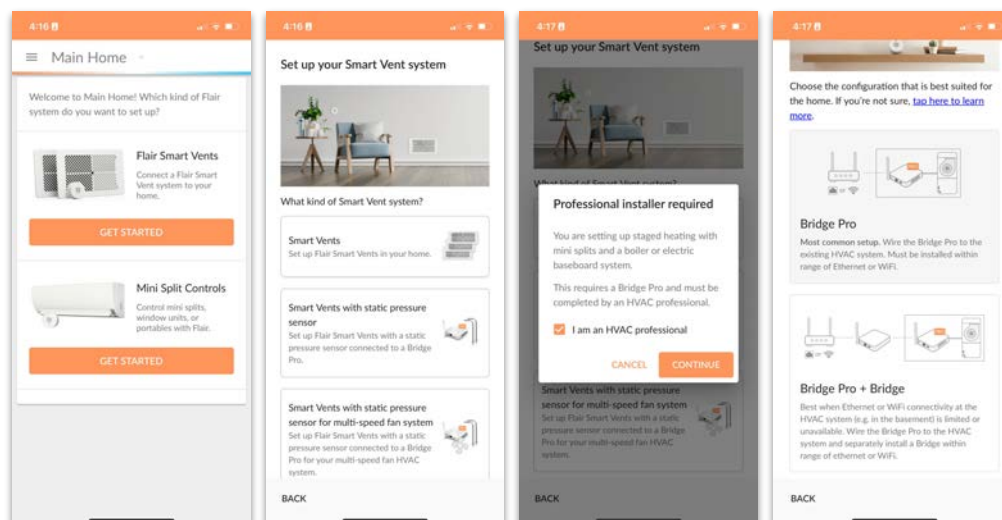 4:16
Main Home
Welcome to Main Home! Which kind of Flair
system do you want to set up?
Flair Smart Vents
Connect a Flair Smart
Vent system to your
home.
GET STARTED
Mini Split Controls
Control mini splits,
window units, or
portables with Flair.
GET STARTED
4:16
Set up your Smart Vent system
What kind of Smart Vent system?
Smart Vents
Set up Flair Smart Vents in your home.
Smart Vents with static pressure
sensor
Set up Flair Smart Vents with a static
pressure sensor connected to a Bridge
Pro.
Smart Vents with static pressure
sensor for multi-speed fan system
Set up Flair Smart Vents with a static
pressure sensor connected to a Bridge
Pro for your multi-speed fan HVAC
system.
BACK
4:17
Set up your Smart Vent system
What kind of Smart Vent system?
Professional installer required
You are setting up staged heating with
mini splits and a boiler or electric
baseboard system.
This requires a Bridge Pro and must be
completed by an HVAC professional.
I am an HVAC professional
CANCEL
CONTINUE
Smart Vents with static pressure
sensor for multi-speed fan system
Set up Flair Smart Vents with a static
pressure sensor connected to a Bridge
Pro for your multi-speed fan HVAC
system.
BACK
4:17
Choose the configuration that is best suited for
the home. If you're not sure, tap here to learn
more.
Bridge Pro
Most common setup. Wire the Bridge Pro to the
existing HVAC system. Must be installed within
range of Ethernet or WiFi.
Bridge Pro + Bridge
Best when Ethernet or WiFi connectivity at the
HVAC system (e.g. in the basement) is limited or
unavailable. Wire the Bridge Pro to the HVAC
system and separately install a Bridge within
range of ethernet or WiFi.
BACK